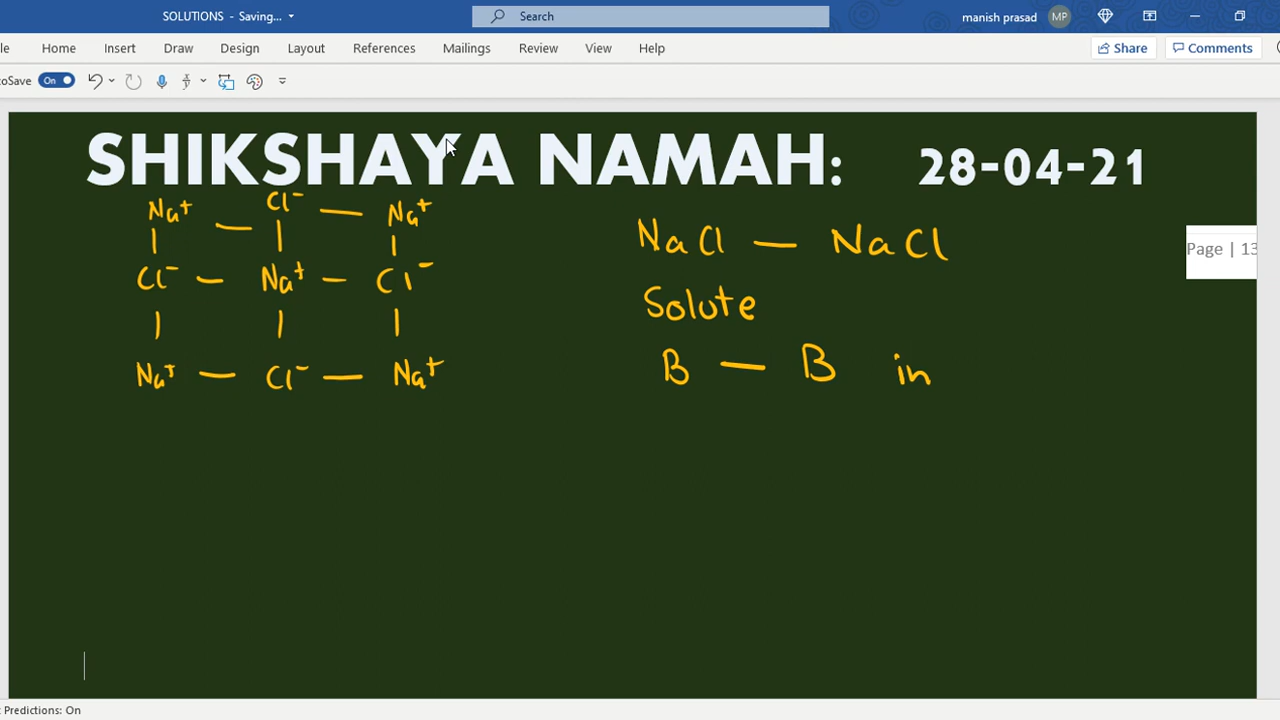 SOLUTIONS - Saving...
Search
manish prasad
MP
Home Insert Draw Design Layout References Mailings Review View Help
Share
Comments
On
SHIKSHAYA NAMAH: 28-04-21
Na⁺ — Cl⁻ — Na⁺
Cl⁻ — Na⁺ — Cl⁻
Na⁺ — Cl⁻ — Na⁺
NaCl — NaCl
Solute
B — B in
Page | 13
Predictions: On